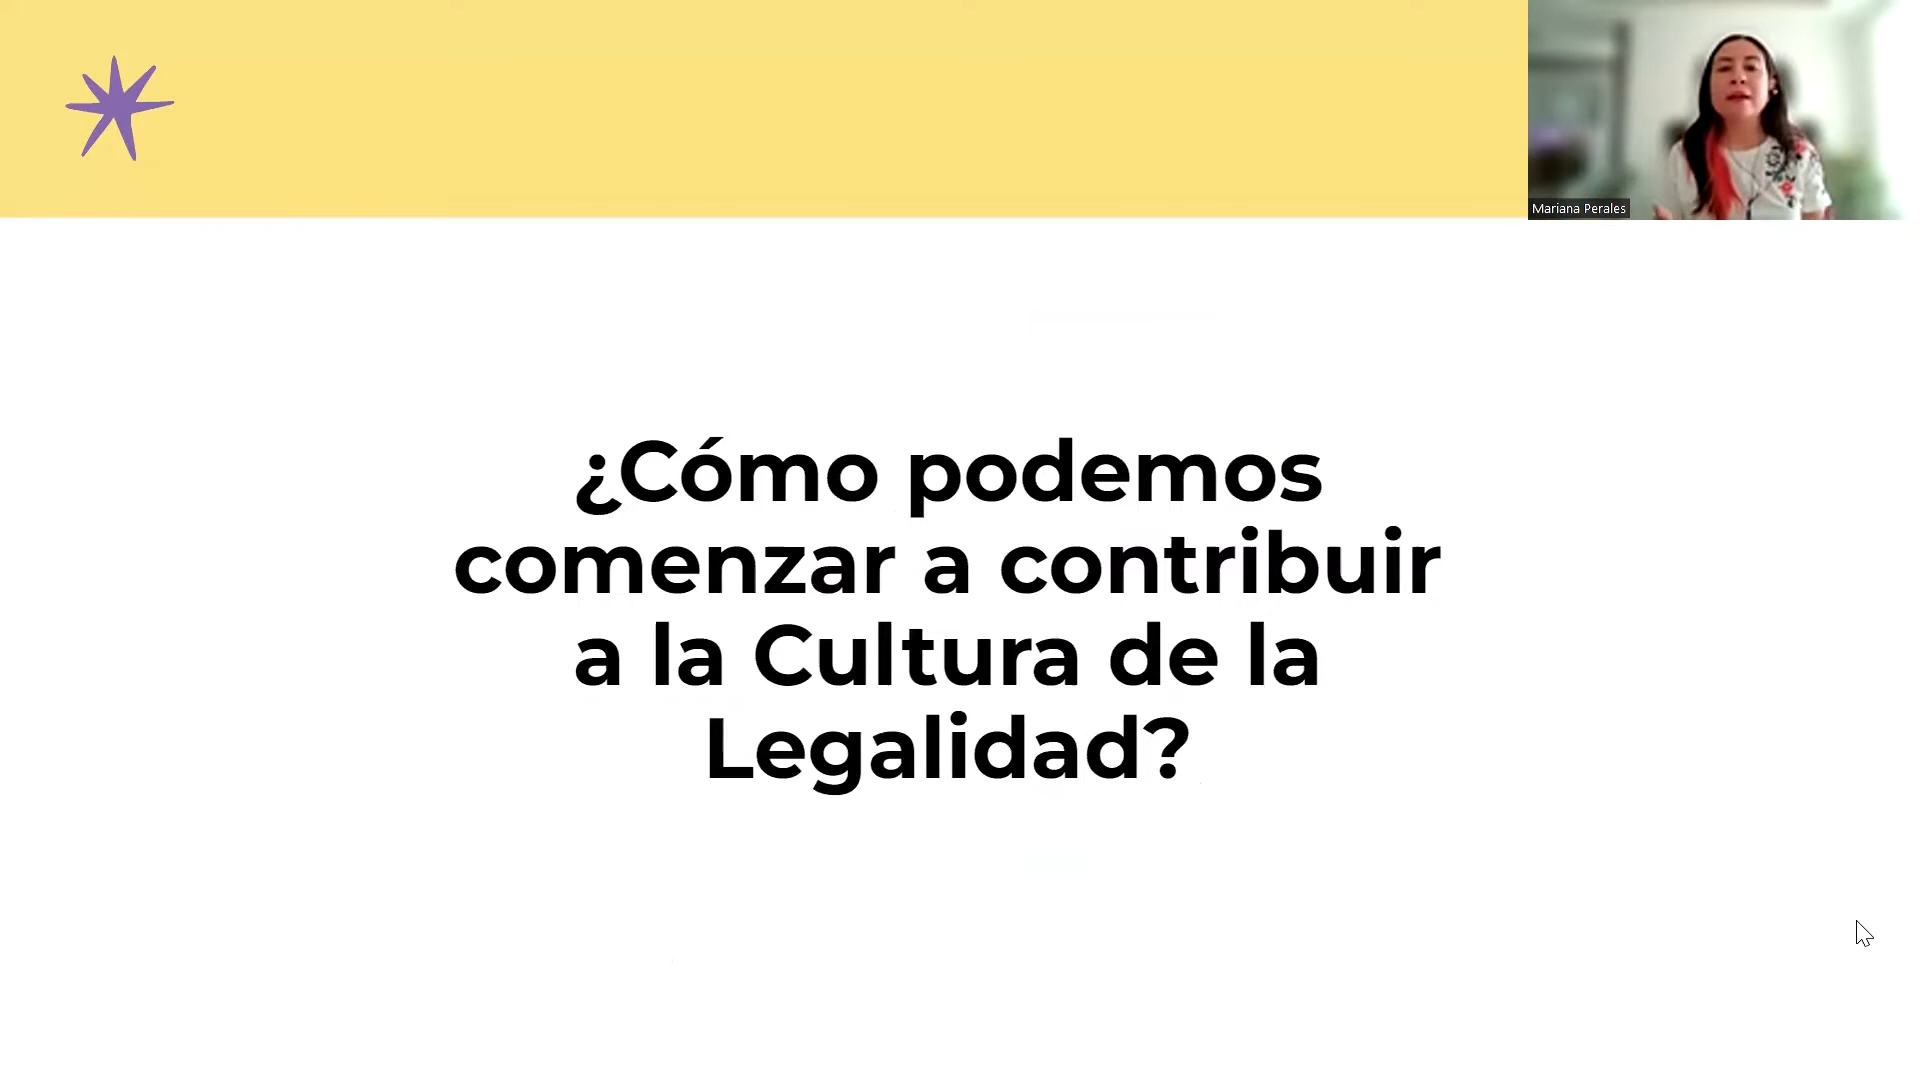 Mariana Perales
¿Cómo podemos
comenzar a contribuir
a la Cultura de la
Legalidad?